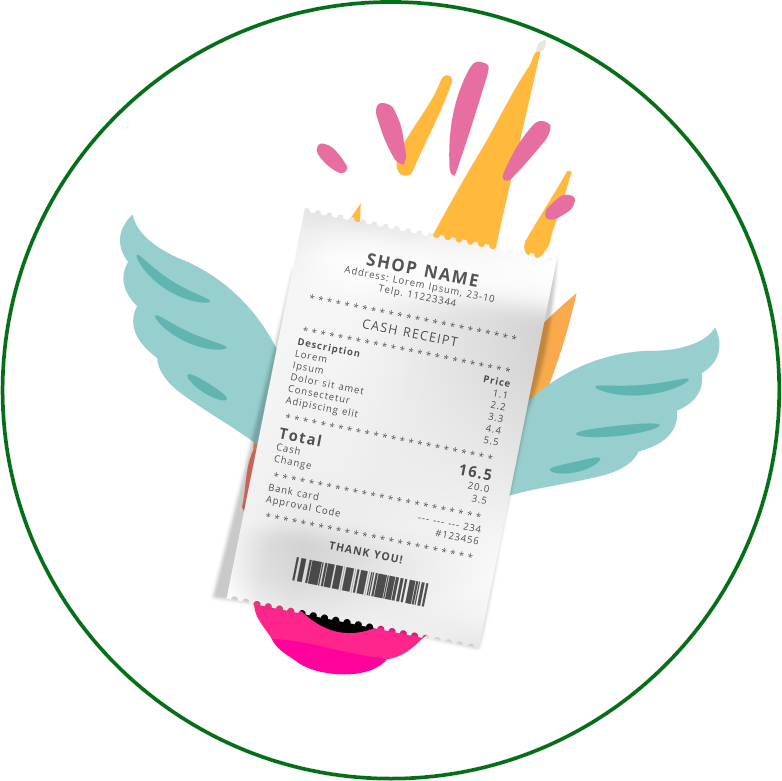 SHOP NAME
Address: Lorem Ipsum, 23-10
Telp. 11223344
* * * * * * * * * * * * * * * * * * * * * * *
CASH RECEIPT
* * * * * * * * * * * * * * * * * * * * * * *
Description Price
Lorem 1.1
Ipsum 2.2
Dolor sit amet 3.3
Consectetur 4.4
Adipiscing elit 5.5
* * * * * * * * * * * * * * * * * * * * * * *
Total 16.5
Cash 20.0
Change 3.5
* * * * * * * * * * * * * * * * * * * * * * *
Bank card --- --- --- 234
Approval Code #123456
* * * * * * * * * * * * * * * * * * * * * * *
THANK YOU!